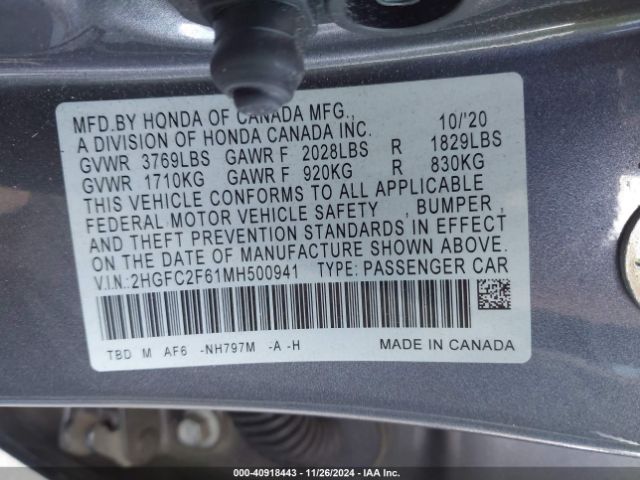 MFD.BY HONDA OF CANADA MFG., 10/'20
A DIVISION OF HONDA CANADA INC.
GVWR 3769LBS GAWR F 2028LBS R 1829LBS
GVWR 1710KG GAWR F 920KG R 830KG
THIS VEHICLE CONFORMS TO ALL APPLICABLE
FEDERAL MOTOR VEHICLE SAFETY , BUMPER ,
AND THEFT PREVENTION STANDARDS IN EFFECT
ON THE DATE OF MANUFACTURE SHOWN ABOVE.
V.I.N.:2HGFC2F61MH500941 TYPE: PASSENGER CAR
TBD M AF6 -NH797M -A -H MADE IN CANADA
000-40918443 - 11/26/2024 - IAA Inc.